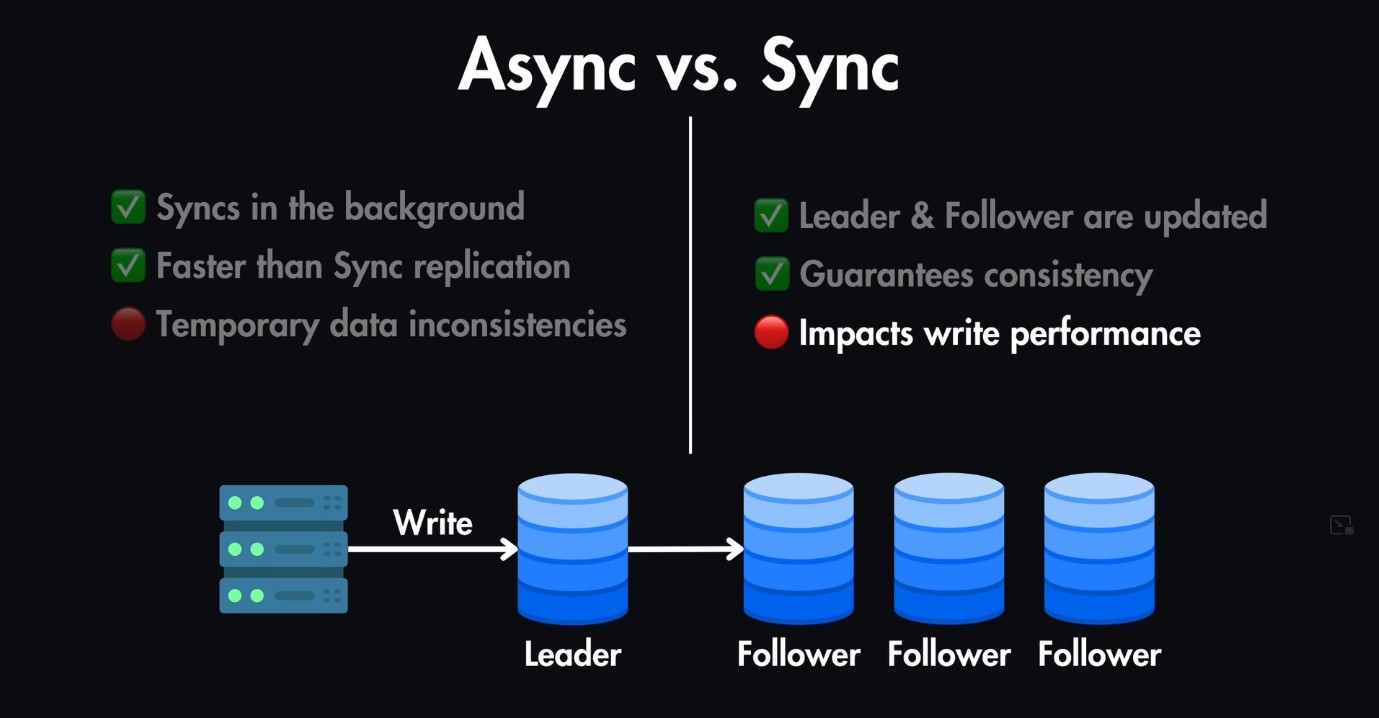 Async vs. Sync
Syncs in the background
Faster than Sync replication
Temporary data inconsistencies
Leader & Follower are updated
Guarantees consistency
Impacts write performance
Write
Leader
Follower
Follower
Follower